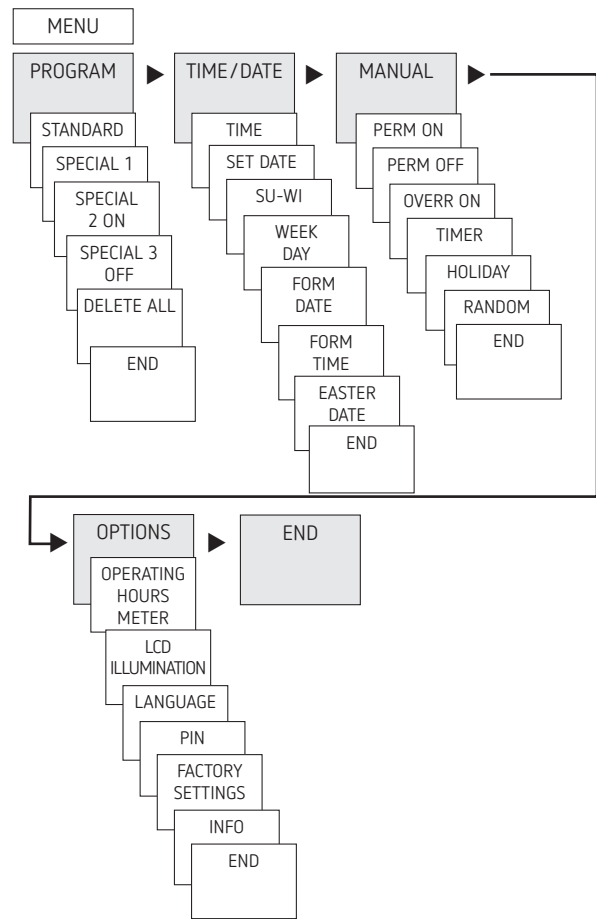 MENU
PROGRAM
STANDARD
SPECIAL 1
SPECIAL
2 ON
SPECIAL 3
OFF
DELETE ALL
END
TIME/DATE
TIME
SET DATE
SU-WI
WEEK
DAY
FORM
DATE
FORM
TIME
EASTER
DATE
END
MANUAL
PERM ON
PERM OFF
OVERR ON
TIMER
HOLIDAY
RANDOM
END
OPTIONS
OPERATING
HOURS
METER
LCD
ILLUMINATION
LANGUAGE
PIN
FACTORY
SETTINGS
INFO
END
END